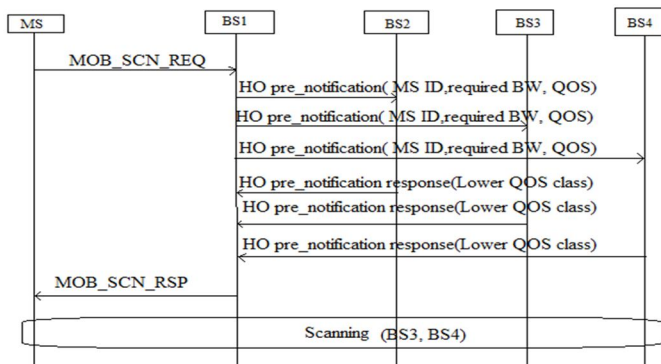 MS BS1 BS2 BS3 BS4
MOB_SCN_REQ
HO pre_notification( MS ID,required BW, QOS)
HO pre_notification( MS ID,required BW, QOS)
HO pre_notification( MS ID,required BW, QOS)
HO pre_notification response(Lower QOS class)
HO pre_notification response(Lower QOS class)
HO pre_notification response(Lower QOS class)
MOB_SCN_RSP
Scanning (BS3, BS4)